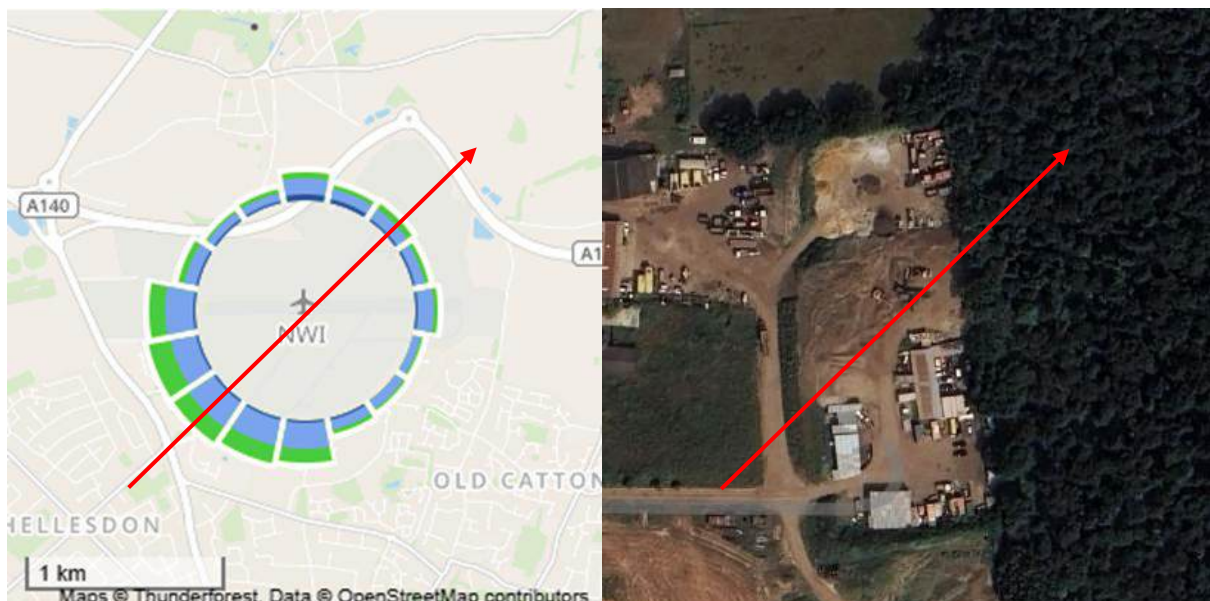 A140
A1
NWI
OLD CATTON
HELLESDON
1 km
Maps © Thunderforest, Data © OpenStreetMap contributors